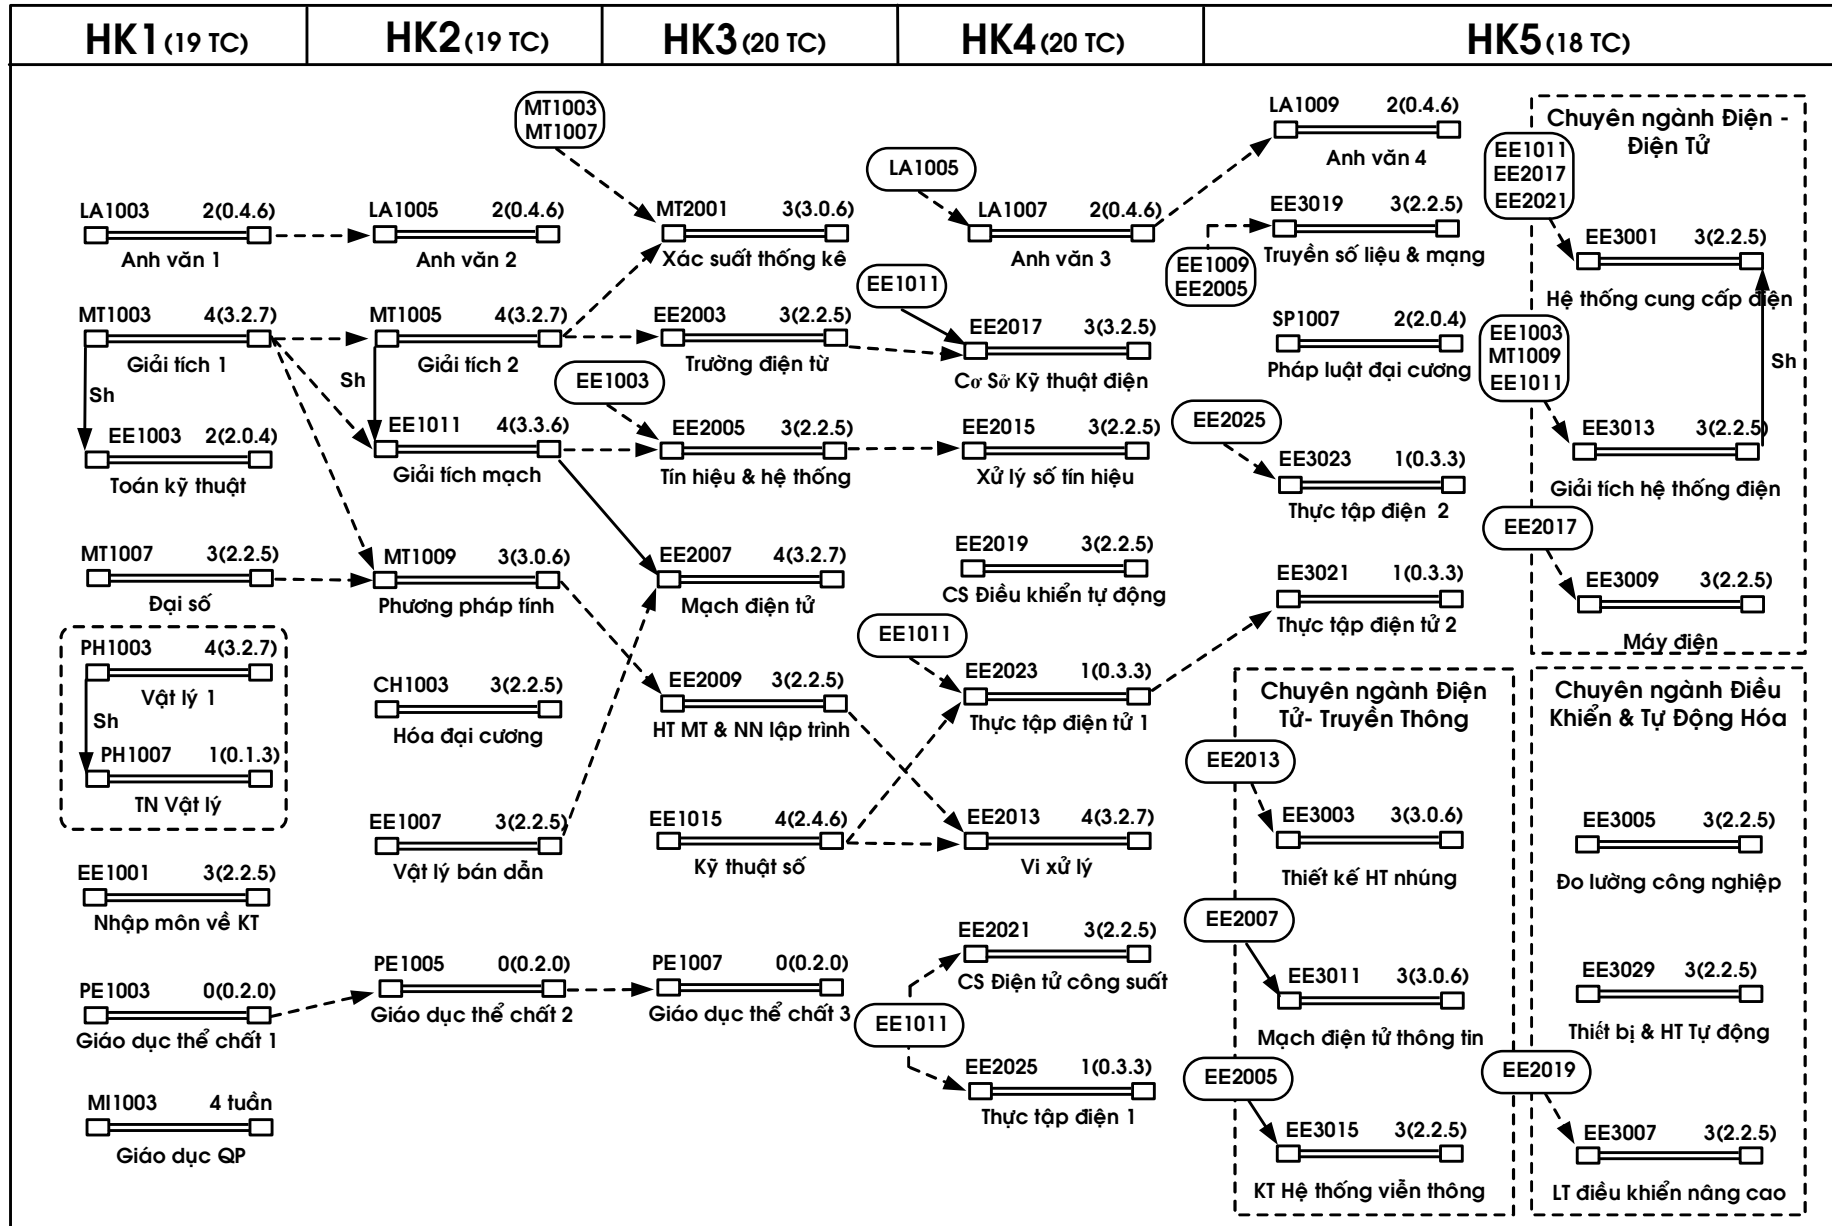 HK1 (19 TC)
HK2 (19 TC)
HK3 (20 TC)
HK4 (20 TC)
HK5 (18 TC)
LA1003 2(0.4.6)
Anh văn 1
MT1003 4(3.2.7)
Giải tích 1
Sh
EE1003 2(2.0.4)
Toán kỹ thuật
MT1007 3(2.2.5)
Đại số
PH1003 4(3.2.7)
Vật lý 1
Sh
PH1007 1(0.1.3)
TN Vật lý
EE1001 3(2.2.5)
Nhập môn về KT
PE1003 0(0.2.0)
Giáo dục thể chất 1
MI1003 4 tuần
Giáo dục QP
LA1005 2(0.4.6)
Anh văn 2
MT1005 4(3.2.7)
Giải tích 2
Sh
EE1011 4(3.3.6)
Giải tích mạch
MT1009 3(3.0.6)
Phương pháp tính
CH1003 3(2.2.5)
Hóa đại cương
EE1007 3(2.2.5)
Vật lý bán dẫn
PE1005 0(0.2.0)
Giáo dục thể chất 2
MT1003
MT1007
MT2001 3(3.0.6)
Xác suất thống kê
EE2003 3(2.2.5)
Trường điện từ
EE1003
EE2005 3(2.2.5)
Tín hiệu & hệ thống
EE2007 4(3.2.7)
Mạch điện tử
EE2009 3(2.2.5)
HT MT & NN lập trình
EE1015 4(2.4.6)
Kỹ thuật số
PE1007 0(0.2.0)
Giáo dục thể chất 3
LA1005
LA1007 2(0.4.6)
Anh văn 3
EE1011
EE2017 3(3.2.5)
Cơ Sở Kỹ thuật điện
EE2015 3(2.2.5)
Xử lý số tín hiệu
EE2019 3(2.2.5)
CS Điều khiển tự động
EE1011
EE2023 1(0.3.3)
Thực tập điện tử 1
EE2013 4(3.2.7)
Vi xử lý
EE2021 3(2.2.5)
CS Điện tử công suất
EE1011
EE2025 1(0.3.3)
Thực tập điện 1
LA1009 2(0.4.6)
Anh văn 4
EE3019 3(2.2.5)
Truyền số liệu & mạng
EE1009
EE2005
SP1007 2(2.0.4)
Pháp luật đại cương
EE2025
EE3023 1(0.3.3)
Thực tập điện 2
EE3021 1(0.3.3)
Thực tập điện tử 2
Chuyên ngành Điện
Tử- Truyền Thông
EE2013
EE3003 3(3.0.6)
Thiết kế HT nhúng
EE2007
EE3011 3(3.0.6)
Mạch điện tử thông tin
EE2005
EE3015 3(2.2.5)
KT Hệ thống viễn thông
Chuyên ngành Điện -
Điện Tử
EE1011
EE2017
EE2021
EE3001 3(2.2.5)
Hệ thống cung cấp điện
EE1003
MT1009
EE1011
Sh
EE3013 3(2.2.5)
Giải tích hệ thống điện
EE2017
EE3009 3(2.2.5)
Máy điện
Chuyên ngành Điều
Khiển & Tự Động Hóa
EE3005 3(2.2.5)
Đo lường công nghiệp
EE3029 3(2.2.5)
Thiết bị & HT Tự động
EE2019
EE3007 3(2.2.5)
LT điều khiển nâng cao